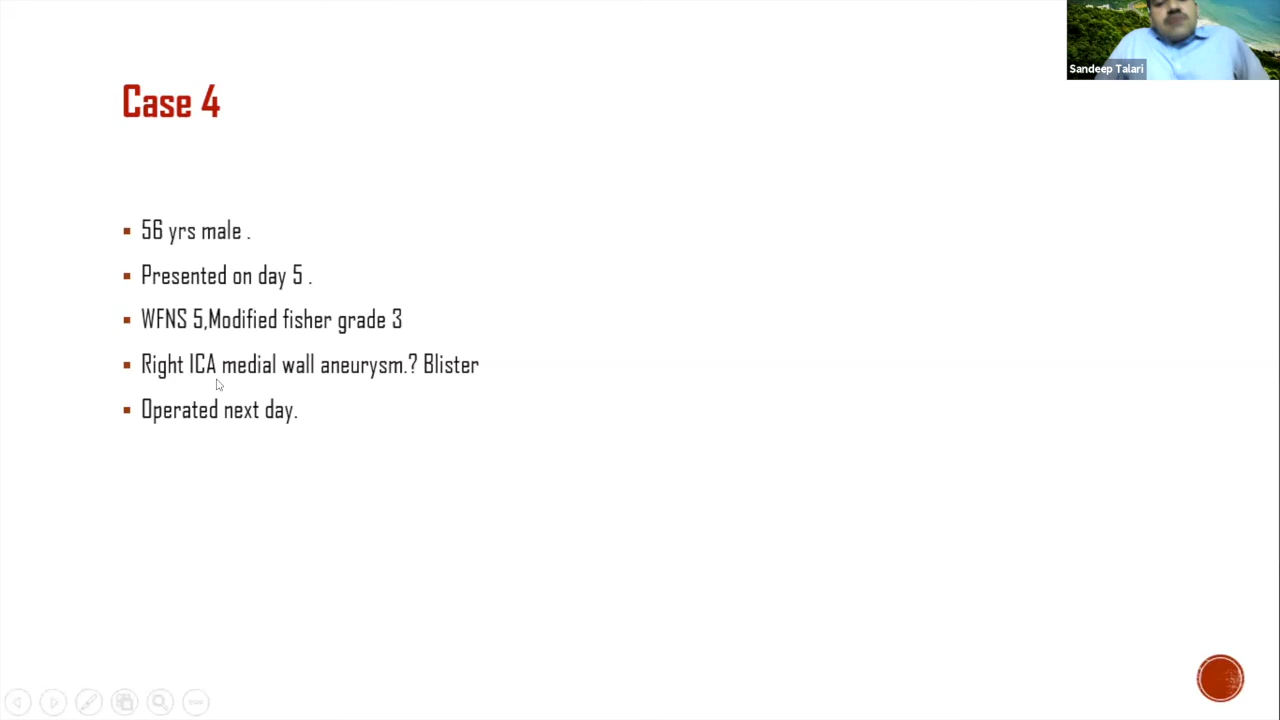 Sandeep Talari
Case 4
56 yrs male .
Presented on day 5 .
WFNS 5,Modified fisher grade 3
Right ICA medial wall aneurysm.? Blister
Operated next day.